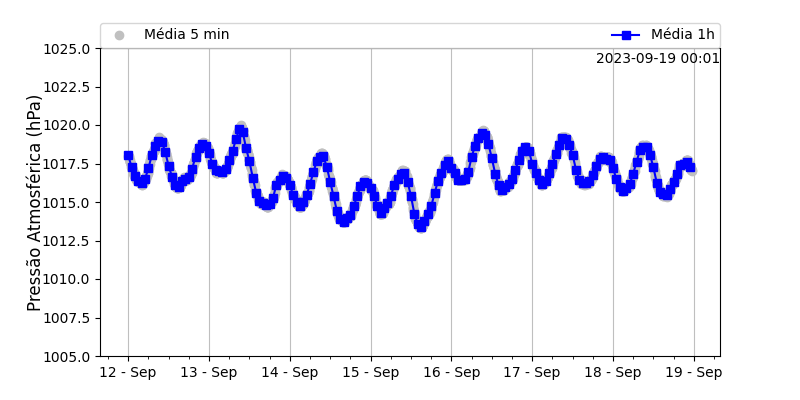 Média 5 min
Média 1h
2023-09-19 00:01
Pressão Atmosférica (hPa)
1025.0
1022.5
1020.0
1017.5
1015.0
1012.5
1010.0
1007.5
1005.0
12 - Sep
13 - Sep
14 - Sep
15 - Sep
16 - Sep
17 - Sep
18 - Sep
19 - Sep